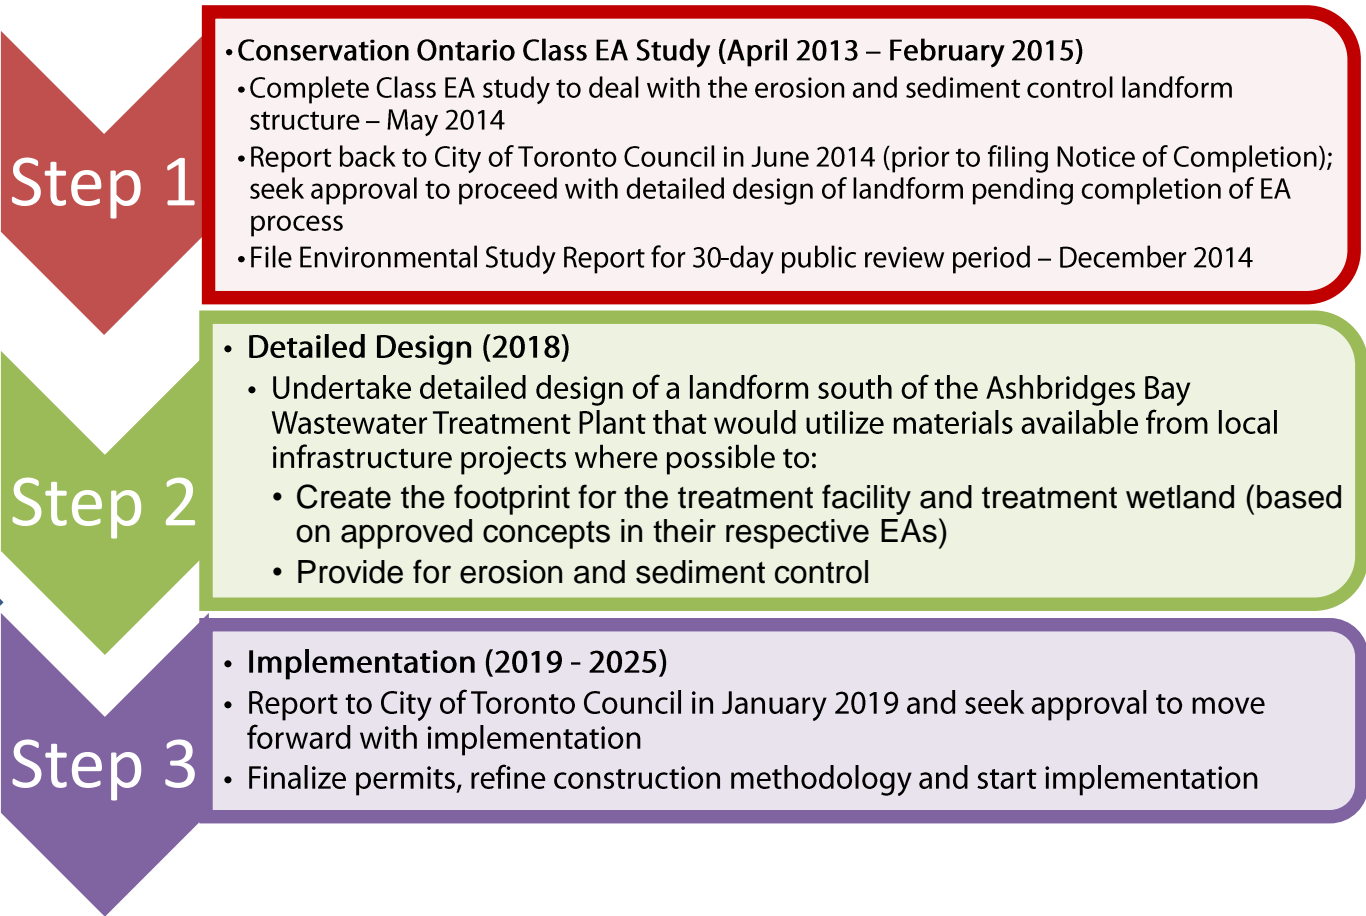 Step 1
• Conservation Ontario Class EA Study (April 2013 – February 2015)
• Complete Class EA study to deal with the erosion and sediment control landform
structure – May 2014
• Report back to City of Toronto Council in June 2014 (prior to filing Notice of Completion);
seek approval to proceed with detailed design of landform pending completion of EA
process
• File Environmental Study Report for 30-day public review period – December 2014
Step 2
• Detailed Design (2018)
• Undertake detailed design of a landform south of the Ashbridges Bay
Wastewater Treatment Plant that would utilize materials available from local
infrastructure projects where possible to:
• Create the footprint for the treatment facility and treatment wetland (based
on approved concepts in their respective EAs)
• Provide for erosion and sediment control
Step 3
• Implementation (2019 - 2025)
• Report to City of Toronto Council in January 2019 and seek approval to move
forward with implementation
• Finalize permits, refine construction methodology and start implementation